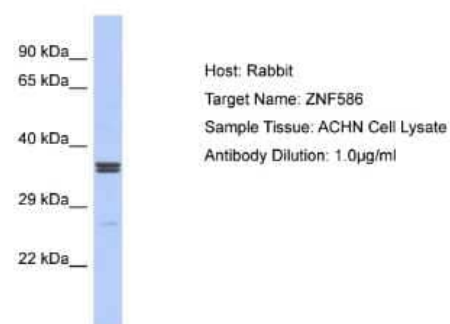 90 kDa
65 kDa
40 kDa
29 kDa
22 kDa
Host: Rabbit
Target Name: ZNF586
Sample Tissue: ACHN Cell Lysate
Antibody Dilution: 1.0μg/ml